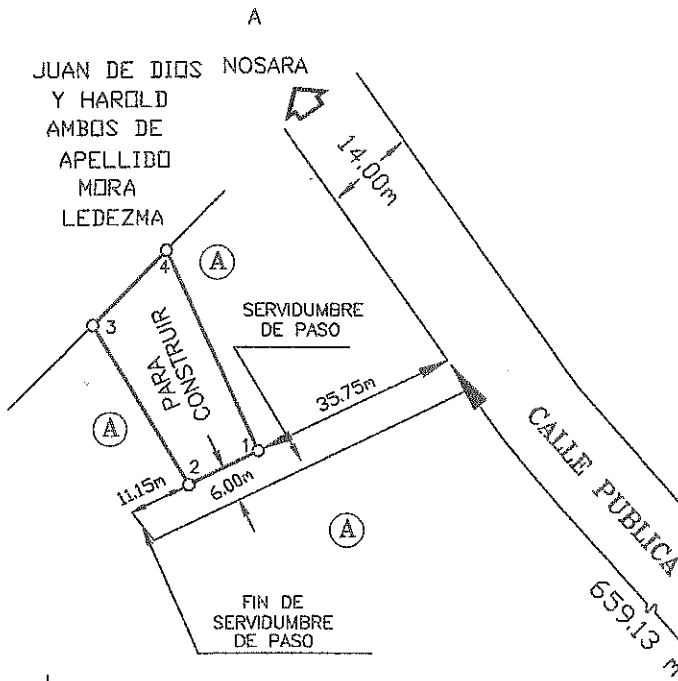 A
JUAN DE DIOS
Y HAROLD
AMBOS DE
APELLIDO
MORA
LEDEZMA
NOSARA
14.00m
4
A
3
SERVIDUMBRE
DE PASO
PARA
CONSTRUIR
35.75m
A
1
2
11.15m
6.00m
A
CALLE PUBLICA
659.13 m
FIN DE
SERVIDUMBRE
DE PASO